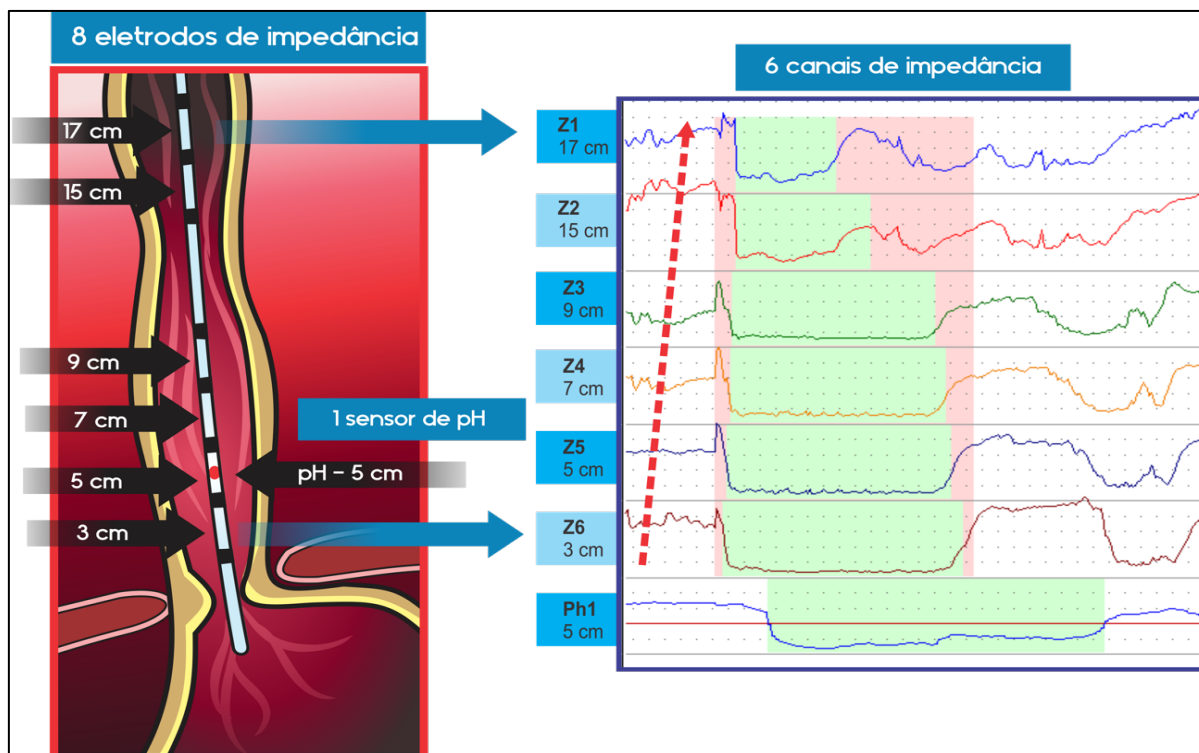 8 eletrodos de impedância
17 cm
15 cm
9 cm
7 cm
5 cm
3 cm
1 sensor de pH
pH – 5 cm
6 canais de impedância
Z1
17 cm
Z2
15 cm
Z3
9 cm
Z4
7 cm
Z5
5 cm
Z6
3 cm
Ph1
5 cm